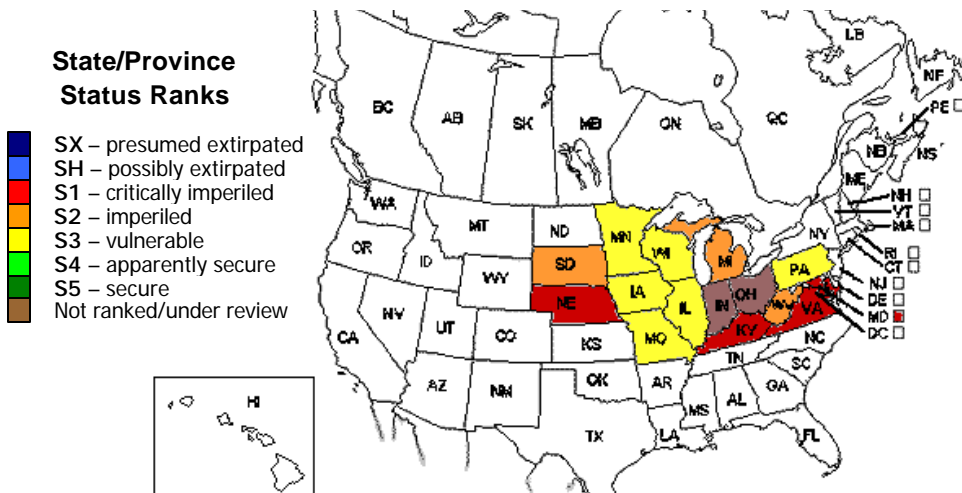 State/Province
Status Ranks
SX – presumed extirpated
SH – possibly extirpated
S1 – critically imperiled
S2 – imperiled
S3 – vulnerable
S4 – apparently secure
S5 – secure
Not ranked/under review
LB
NF
PE
BC
AB
SK
MB
ON
QC
NB
NS
ME
NH
VT
MA
RI
CT
NJ
DE
MD
DC
WA
MT
ND
MN
WI
MI
NY
OR
ID
WY
SD
IA
PA
NE
IL
IN
OH
WV
VA
NV
UT
CO
KS
MO
KY
NC
CA
TN
SC
AZ
NM
OK
AR
MS
AL
GA
TX
LA
FL
HI